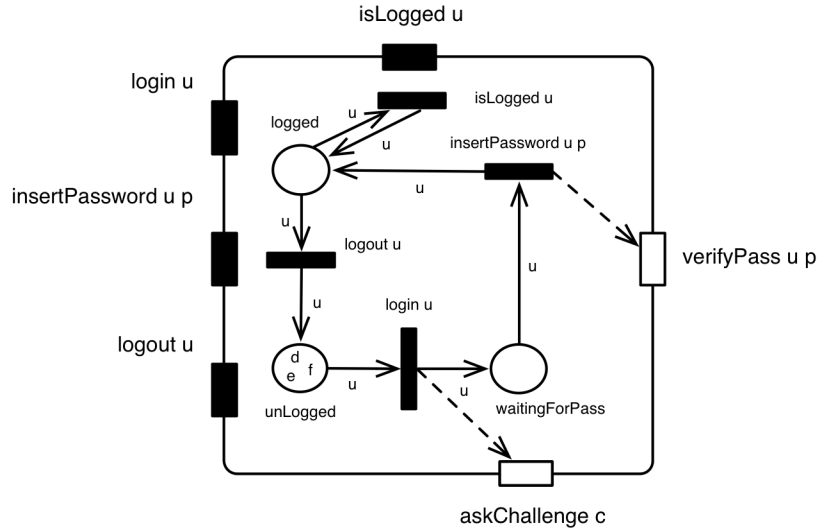 isLogged u
login u
isLogged u
logged
u
u
insertPassword u p
insertPassword u p
u
u
logout u
verifyPass u p
u
u
login u
logout u
d
e
f
u
u
unLogged
waitingForPass
askChallenge c